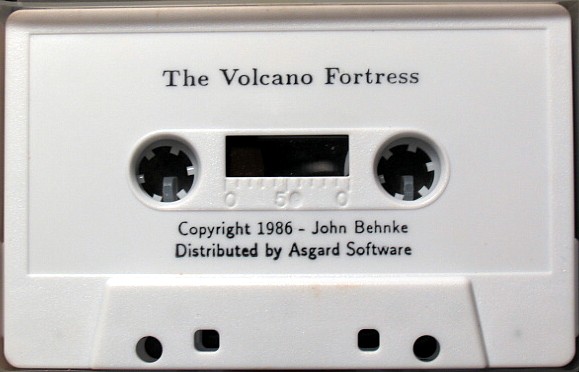 The Volcano Fortress
0 50 0
Copyright 1986 - John Behnke
Distributed by Asgard Software